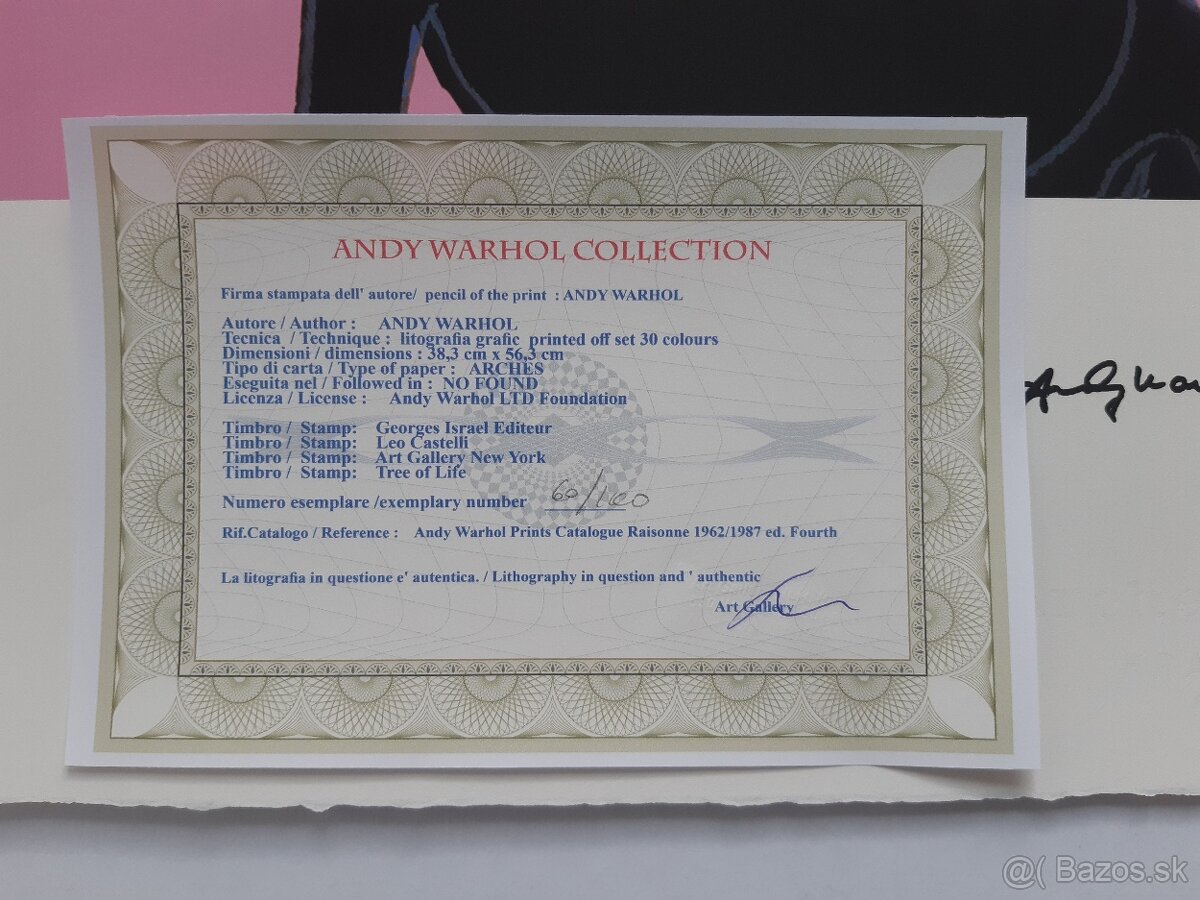 ANDY WARHOL COLLECTION
Firma stampata dell' autore/ pencil of the print : ANDY WARHOL
Autore / Author : ANDY WARHOL
Tecnica / Technique : litografia grafic printed off set 30 colours
Dimensioni / dimensions : 38,3 cm x 56,3 cm
Tipo di carta / Type of paper : ARCHES
Eseguita nel / Followed in : NO FOUND
Licenza / License : Andy Warhol LTD Foundation
Timbro / Stamp: Georges Israel Editeur
Timbro / Stamp: Leo Castelli
Timbro / Stamp: Art Gallery New York
Timbro / Stamp: Tree of Life
Numero esemplare /exemplary number 60/100
Rif.Catalogo / Reference : Andy Warhol Prints Catalogue Raisonne 1962/1987 ed. Fourth
La litografia in questione e' autentica. / Lithography in question and ' authentic
Art Gallery
Andy War
@( Bazos.sk